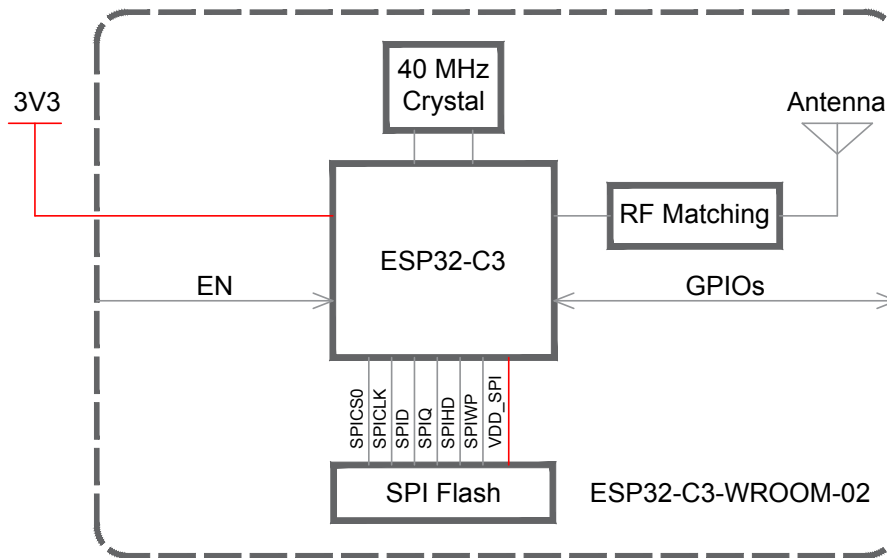 40 MHz
Crystal
3V3
Antenna
RF Matching
ESP32-C3
EN
GPIOs
SPICS0
SPICLK
SPID
SPIQ
SPIHD
SPIWP
VDD_SPI
SPI Flash
ESP32-C3-WROOM-02